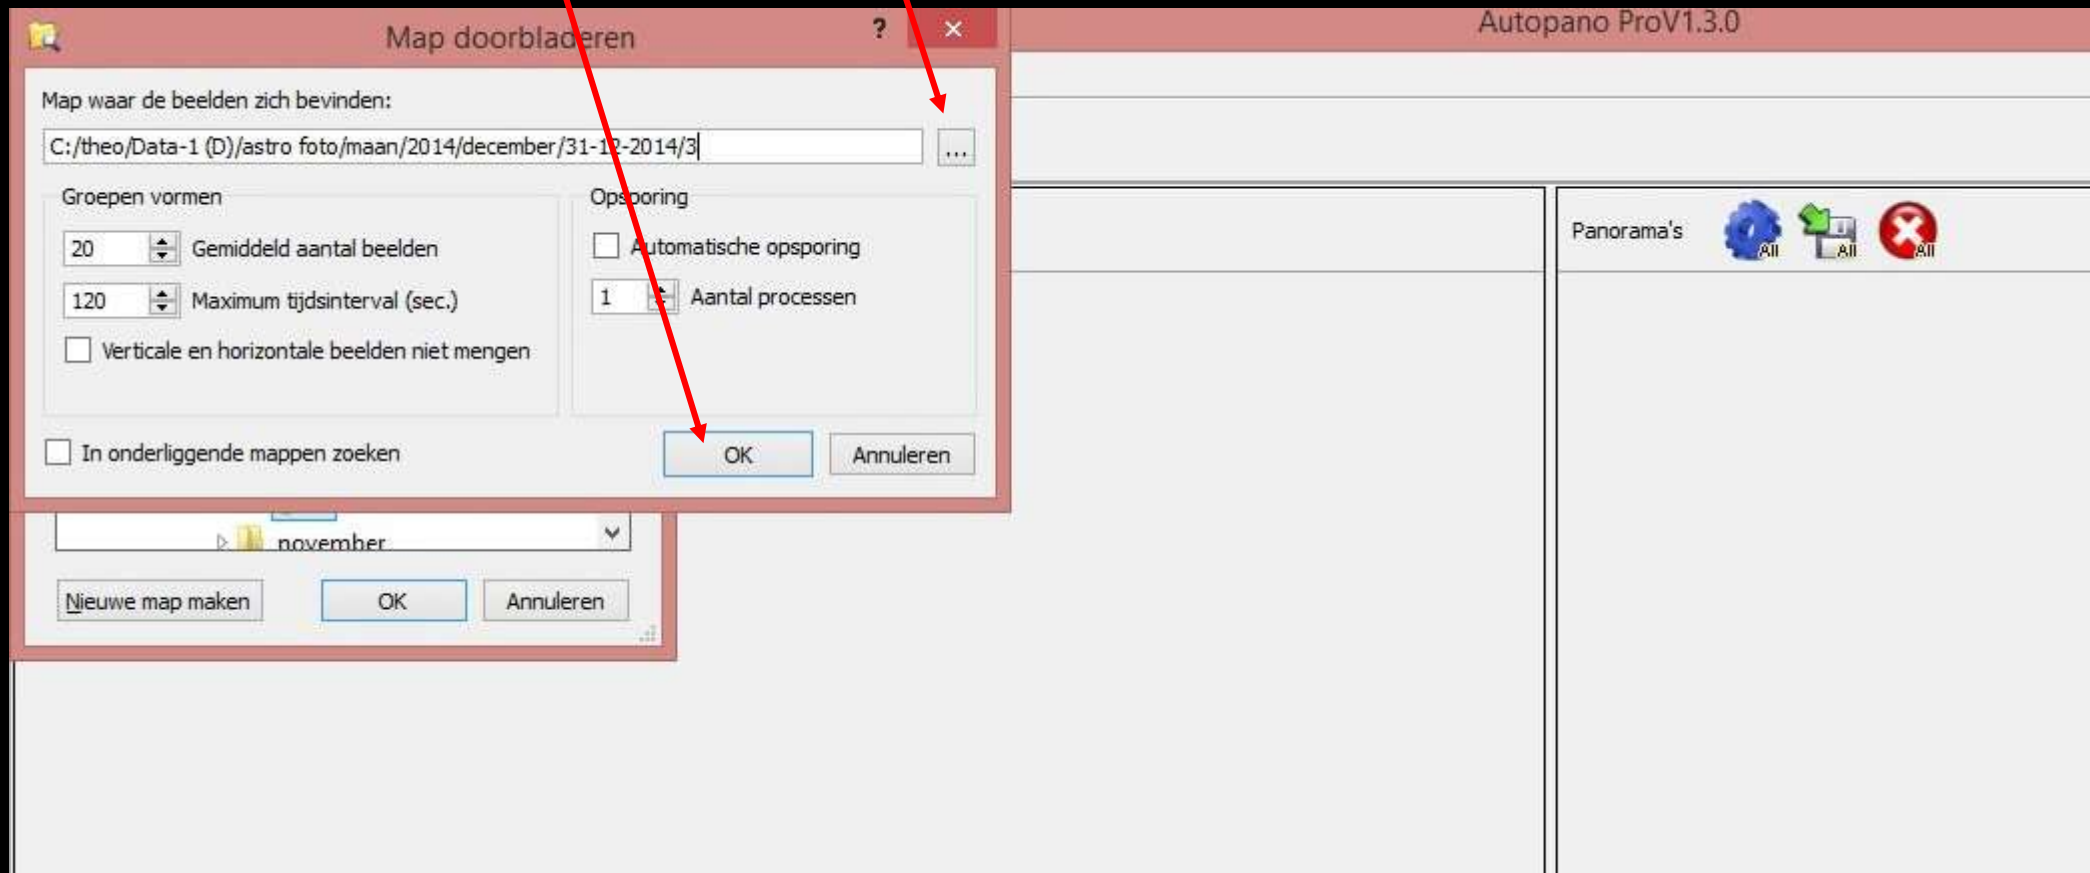 Map doorbladeren
?
Autopano ProV1.3.0
Map waar de beelden zich bevinden:
C:/theo/Data-1 (D)/astro foto/maan/2014/december/31-12-2014/3
...
Groepen vormen
Opsporing
20 Gemiddeld aantal beelden
Automatische opsporing
120 Maximum tijdsinterval (sec.)
1 Aantal processen
Verticale en horizontale beelden niet mengen
In onderliggende mappen zoeken
OK
Annuleren
november
Nieuwe map maken
OK
Annuleren
Panorama's
All
All
All